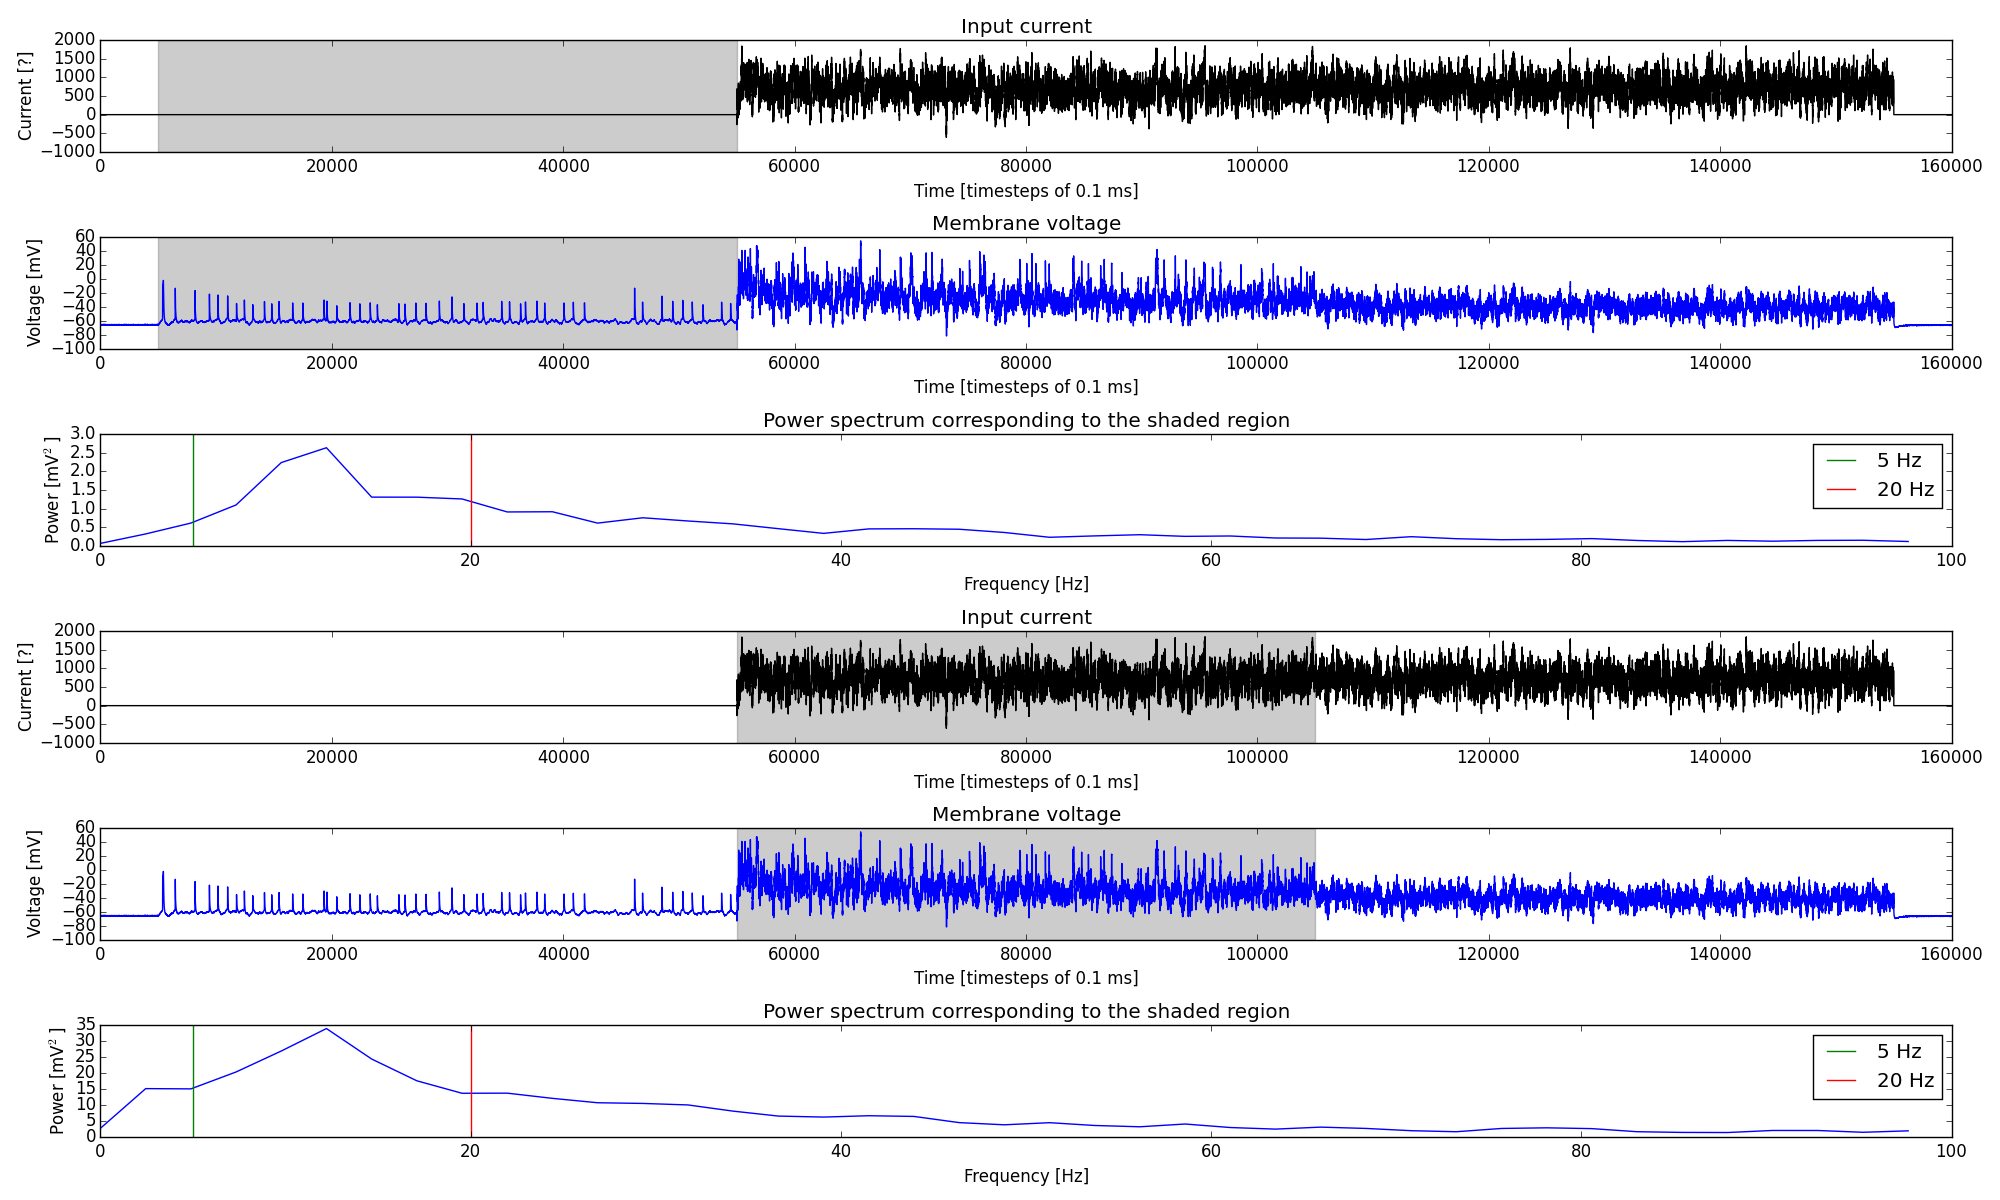 Input current
2000
1500
1000
500
0
−500
−1000
Current [?]
0 20000 40000 60000 80000 100000 120000 140000 160000
Time [timesteps of 0.1 ms]
Membrane voltage
60
40
20
0
−20
−40
−60
−80
−100
Voltage [mV]
0 20000 40000 60000 80000 100000 120000 140000 160000
Time [timesteps of 0.1 ms]
Power spectrum corresponding to the shaded region
3.0
2.5
2.0
1.5
1.0
0.5
0.0
Power [mV²]
5 Hz
20 Hz
0 20 40 60 80 100
Frequency [Hz]
Input current
2000
1500
1000
500
0
−500
−1000
Current [?]
0 20000 40000 60000 80000 100000 120000 140000 160000
Time [timesteps of 0.1 ms]
Membrane voltage
60
40
20
0
−20
−40
−60
−80
−100
Voltage [mV]
0 20000 40000 60000 80000 100000 120000 140000 160000
Time [timesteps of 0.1 ms]
Power spectrum corresponding to the shaded region
35
30
25
20
15
10
5
0
Power [mV²]
5 Hz
20 Hz
0 20 40 60 80 100
Frequency [Hz]